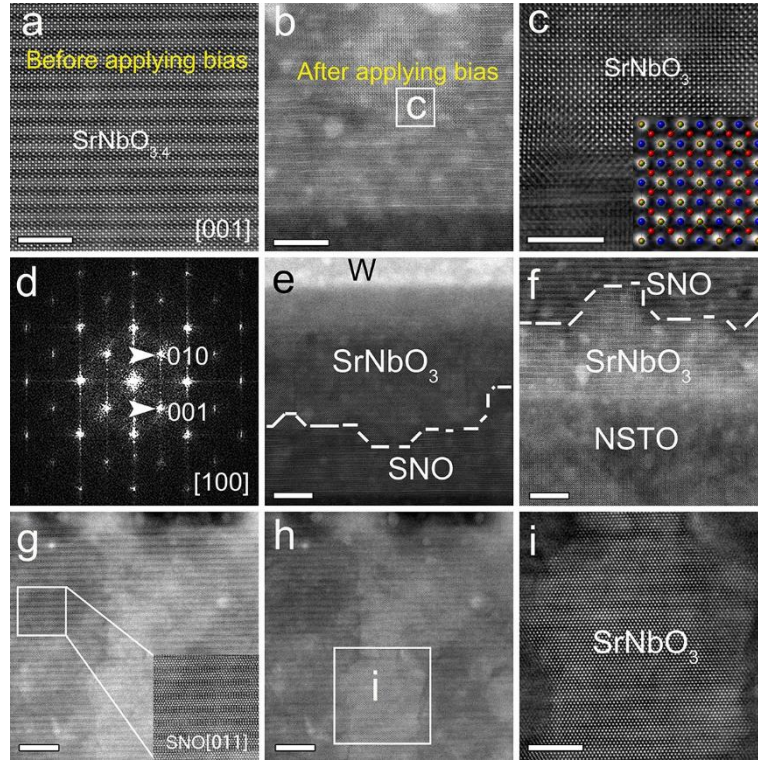 a
Before applying bias
SrNbO3.4
[001]
b
After applying bias
c
c
SrNbO3
d
010
001
[100]
e
W
SrNbO3
SNO
f
SNO
SrNbO3
NSTO
g
SNO[011]
h
i
i
SrNbO3